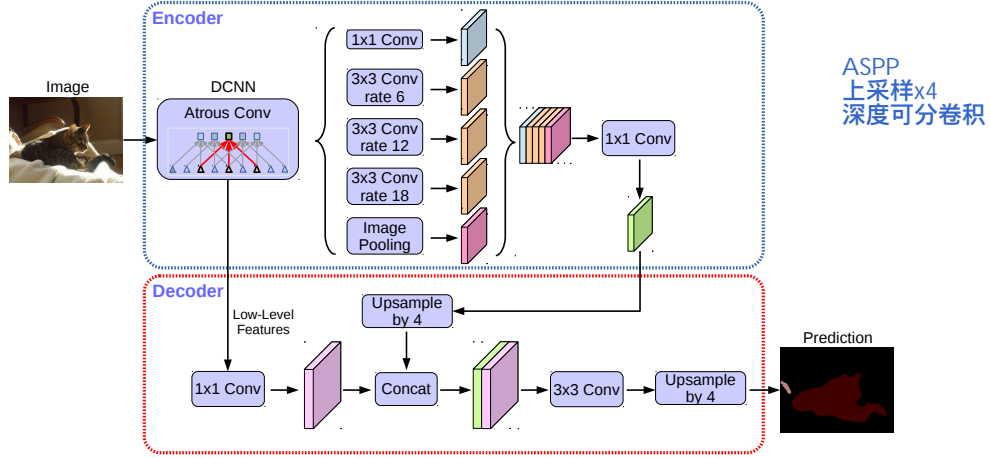 Encoder
ASPP
上采样x4
深度可分卷积
Image
DCNN
Atrous Conv
1x1 Conv
3x3 Conv
rate 6
3x3 Conv
rate 12
3x3 Conv
rate 18
Image
Pooling
1x1 Conv
Decoder
Low-Level
Features
Upsample
by 4
1x1 Conv
Concat
3x3 Conv
Upsample
by 4
Prediction